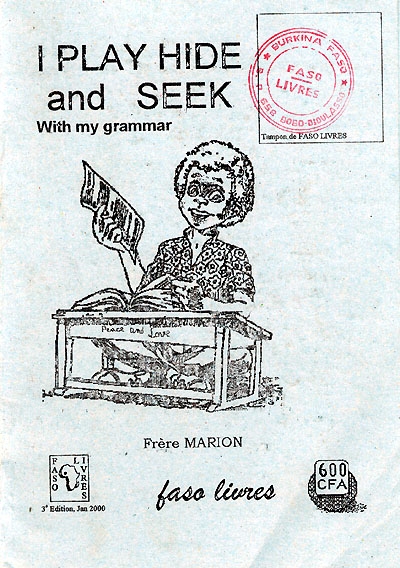 I PLAY HIDE
and SEEK
With my grammar
BURKINA FASO
FASO
LIVRES
B.P. 959 BOBO-DIOULASSO
Tampon de FASO LIVRES
Peace and Love
Frère MARION
FASO LIVRES
faso livres
600
CFA
3e Edition, Jan 2000